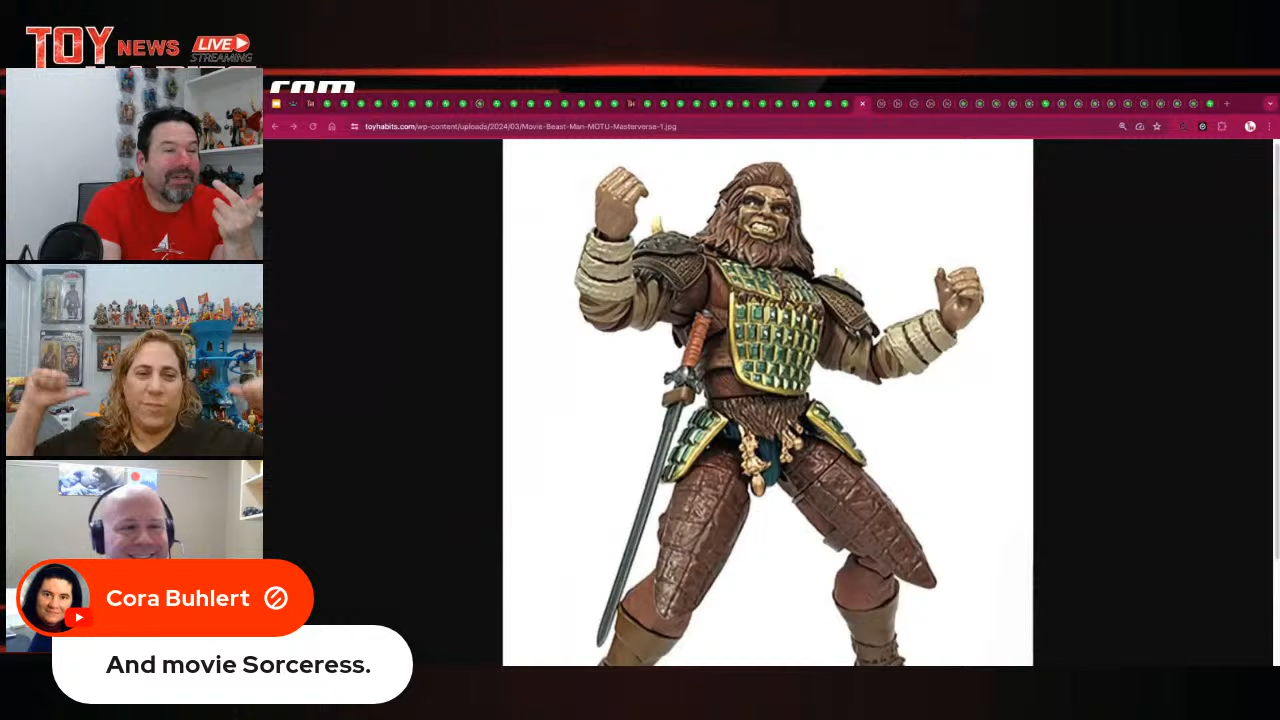 TOY NEWS LIVE
STREAMING
.com
toyhabits.com/wp-content/uploads/2024/03/Movie-Beast-Man-MOTU-Masterverse-1.jpg
Cora Buhlert
And movie Sorceress.